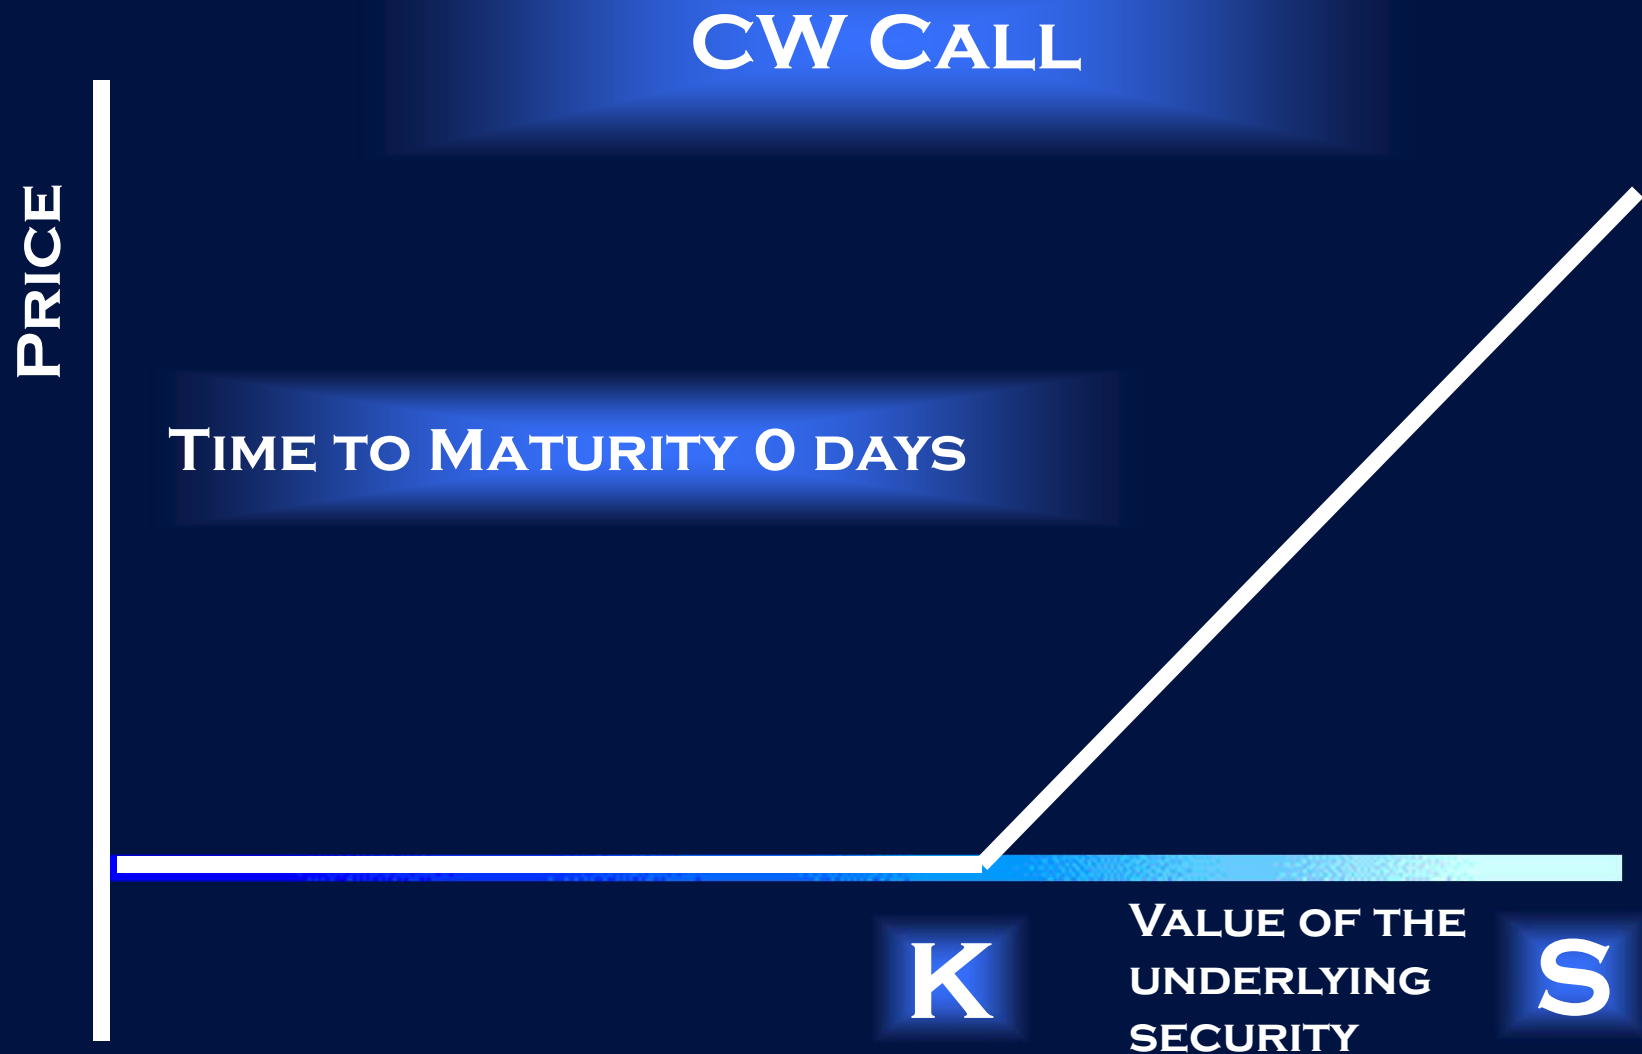 CW Call
Price
Time to Maturity 0 days
K
Value of the
underlying
security
S